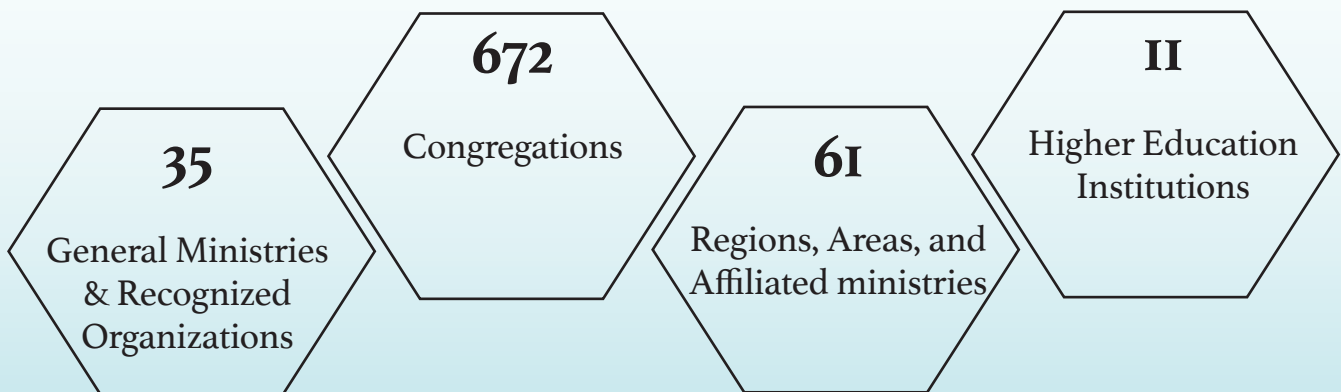 35
General Ministries
& Recognized
Organizations
672
Congregations
61
Regions, Areas, and
Affiliated ministries
11
Higher Education
Institutions